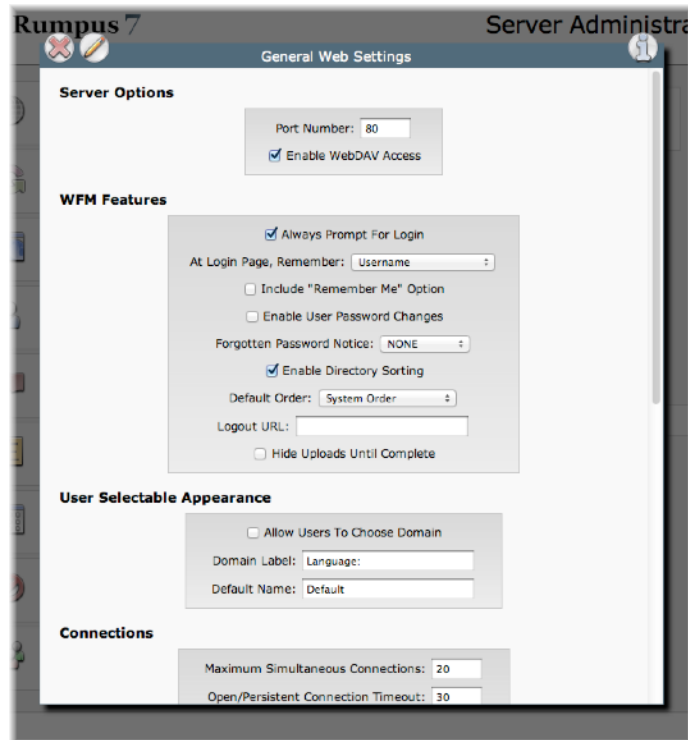 Rumpus 7
Server Administra
General Web Settings
Server Options
Port Number: 80
Enable WebDAV Access
WFM Features
Always Prompt For Login
At Login Page, Remember: Username
Include "Remember Me" Option
Enable User Password Changes
Forgotten Password Notice: NONE
Enable Directory Sorting
Default Order: System Order
Logout URL:
Hide Uploads Until Complete
User Selectable Appearance
Allow Users To Choose Domain
Domain Label: Language:
Default Name: Default
Connections
Maximum Simultaneous Connections: 20
Open/Persistent Connection Timeout: 30